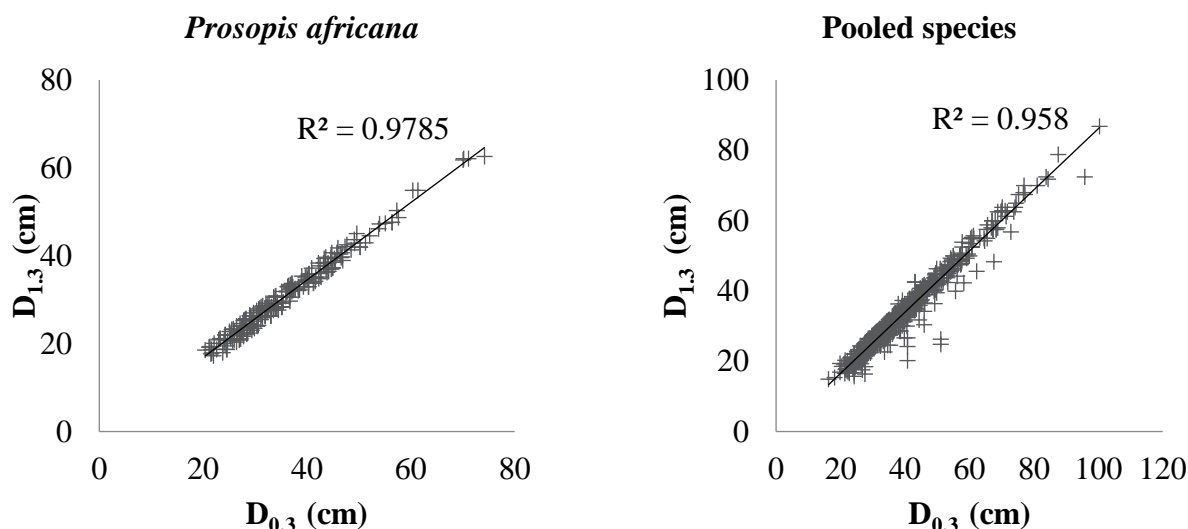 Prosopis africana
80
60
40
20
0
D1.3 (cm)
R² = 0.9785
0 20 40 60 80
D0.3 (cm)
Pooled species
100
80
60
40
20
0
D1.3 (cm)
R² = 0.958
0 20 40 60 80 100 120
D0.3 (cm)